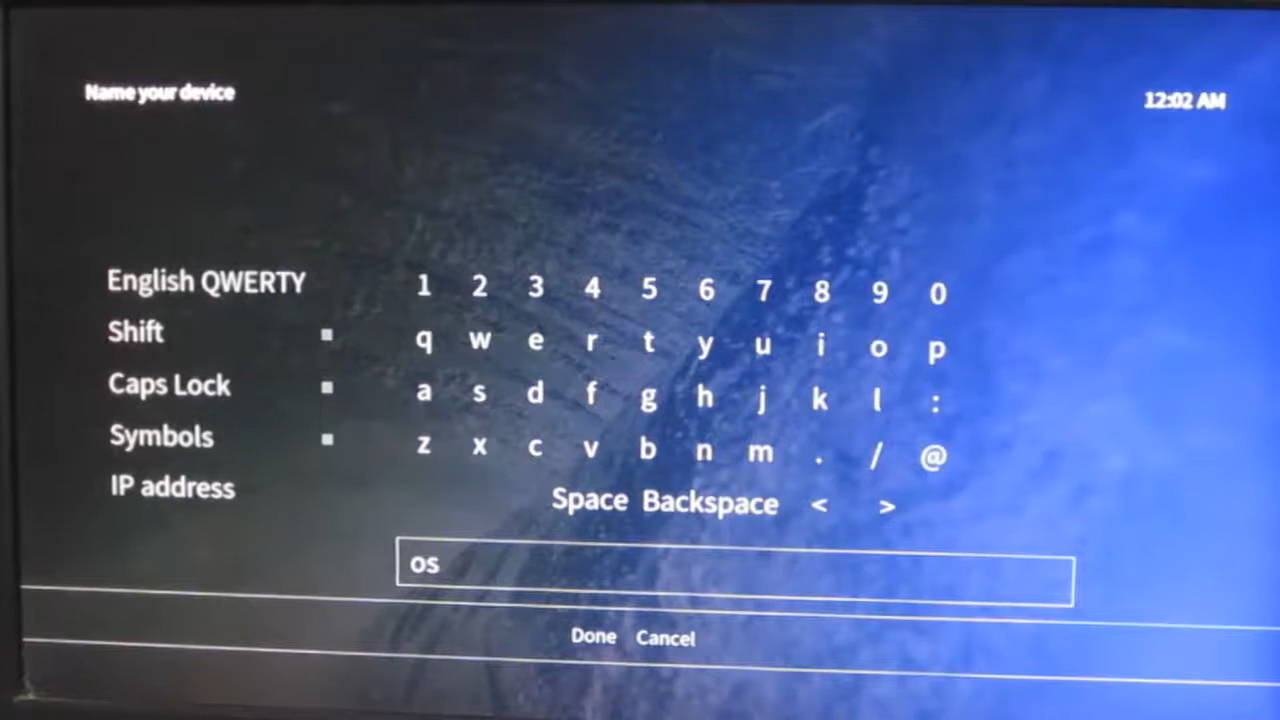 Name your device
12:02 AM
English QWERTY 1 2 3 4 5 6 7 8 9 0
Shift q w e r t y u i o p
Caps Lock a s d f g h j k l :
Symbols z x c v b n m . / @
IP address Space Backspace < >
os
Done Cancel